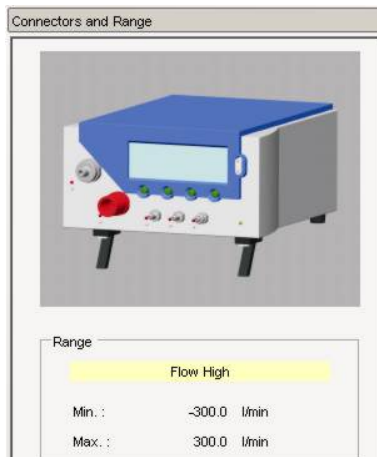 Connectors and Range
Range
Flow High
Min. : -300.0 l/min
Max. : 300.0 l/min